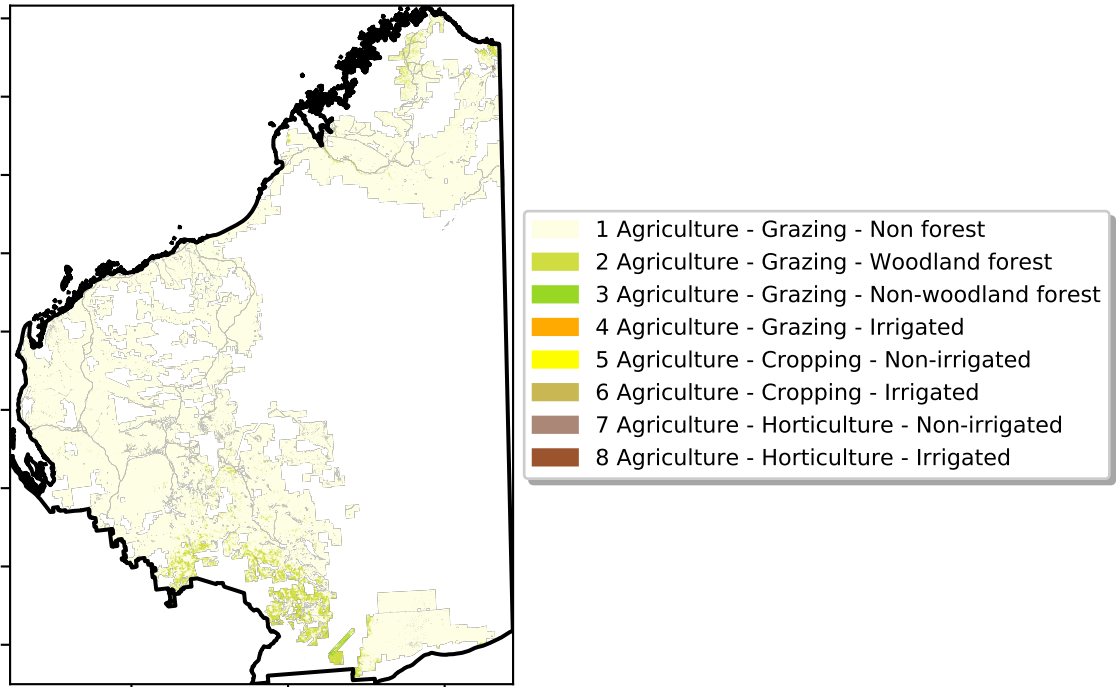 1 Agriculture - Grazing - Non forest
2 Agriculture - Grazing - Woodland forest
3 Agriculture - Grazing - Non-woodland forest
4 Agriculture - Grazing - Irrigated
5 Agriculture - Cropping - Non-irrigated
6 Agriculture - Cropping - Irrigated
7 Agriculture - Horticulture - Non-irrigated
8 Agriculture - Horticulture - Irrigated